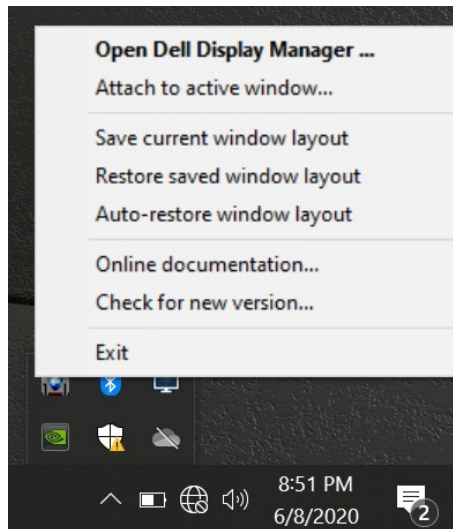 Open Dell Display Manager ...
Attach to active window...
Save current window layout
Restore saved window layout
Auto-restore window layout
Online documentation...
Check for new version...
Exit
8:51 PM
6/8/2020
2